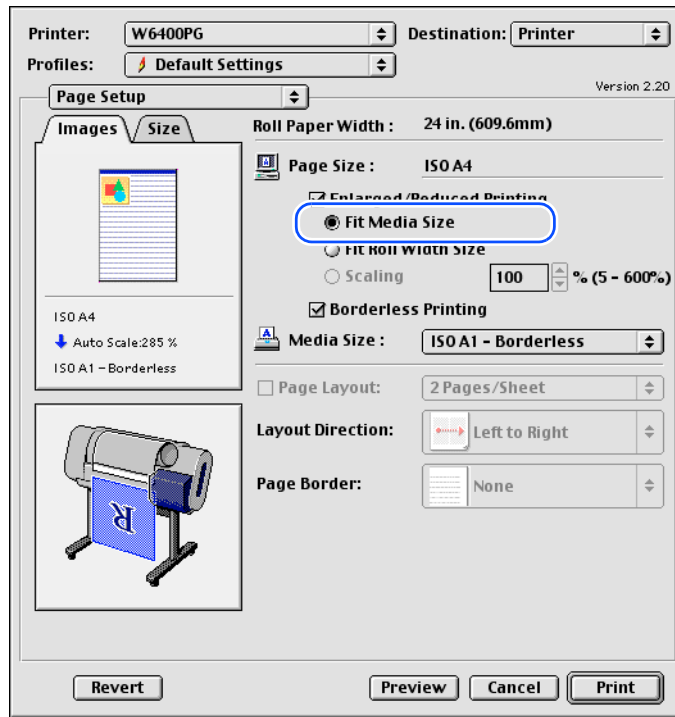 Printer: W6400PG Destination: Printer
Profiles: Default Settings
Version 2.20
Page Setup
Images Size
Roll Paper Width : 24 in. (609.6mm)
Page Size : ISO A4
Enlarged/Reduced Printing
Fit Media Size
Fit Roll Width Size
Scaling 100 % (5 - 600%)
Borderless Printing
ISO A4
Auto Scale:285 %
ISO A1 - Borderless
Media Size : ISO A1 - Borderless
Page Layout: 2 Pages/Sheet
Layout Direction: Left to Right
Page Border: None
R
Revert Preview Cancel Print